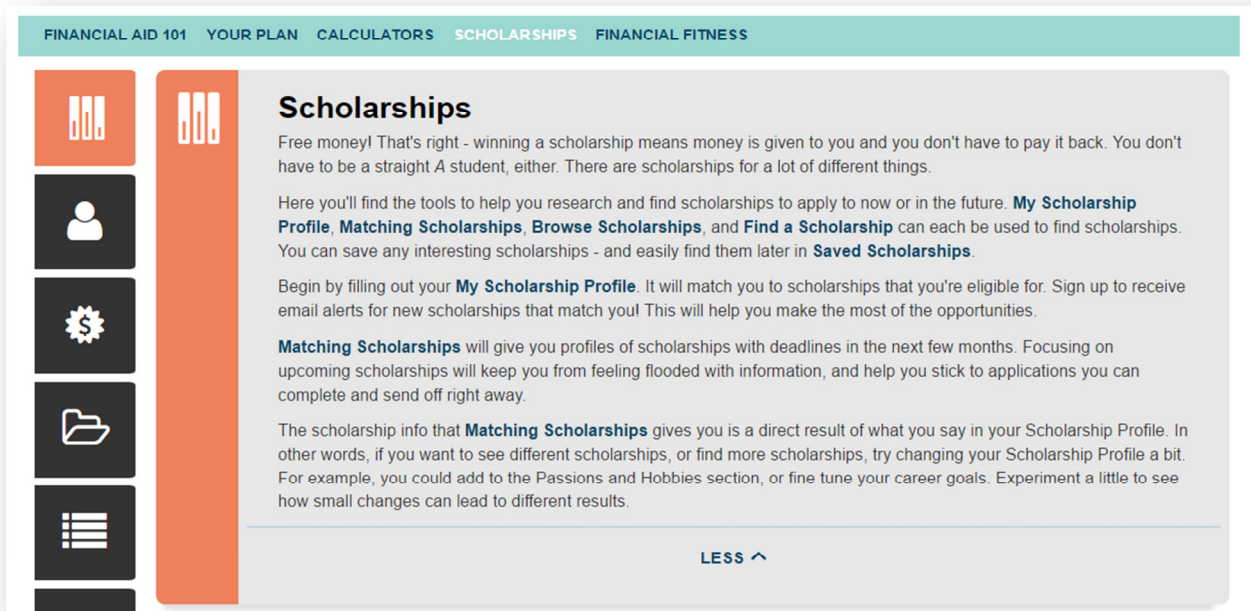 FINANCIAL AID 101 YOUR PLAN CALCULATORS SCHOLARSHIPS FINANCIAL FITNESS
Scholarships
Free money! That's right - winning a scholarship means money is given to you and you don't have to pay it back. You don't
have to be a straight A student, either. There are scholarships for a lot of different things.
Here you'll find the tools to help you research and find scholarships to apply to now or in the future. My Scholarship
Profile, Matching Scholarships, Browse Scholarships, and Find a Scholarship can each be used to find scholarships.
You can save any interesting scholarships - and easily find them later in Saved Scholarships.
Begin by filling out your My Scholarship Profile. It will match you to scholarships that you're eligible for. Sign up to receive
email alerts for new scholarships that match you! This will help you make the most of the opportunities.
Matching Scholarships will give you profiles of scholarships with deadlines in the next few months. Focusing on
upcoming scholarships will keep you from feeling flooded with information, and help you stick to applications you can
complete and send off right away.
The scholarship info that Matching Scholarships gives you is a direct result of what you say in your Scholarship Profile. In
other words, if you want to see different scholarships, or find more scholarships, try changing your Scholarship Profile a bit.
For example, you could add to the Passions and Hobbies section, or fine tune your career goals. Experiment a little to see
how small changes can lead to different results.
LESS